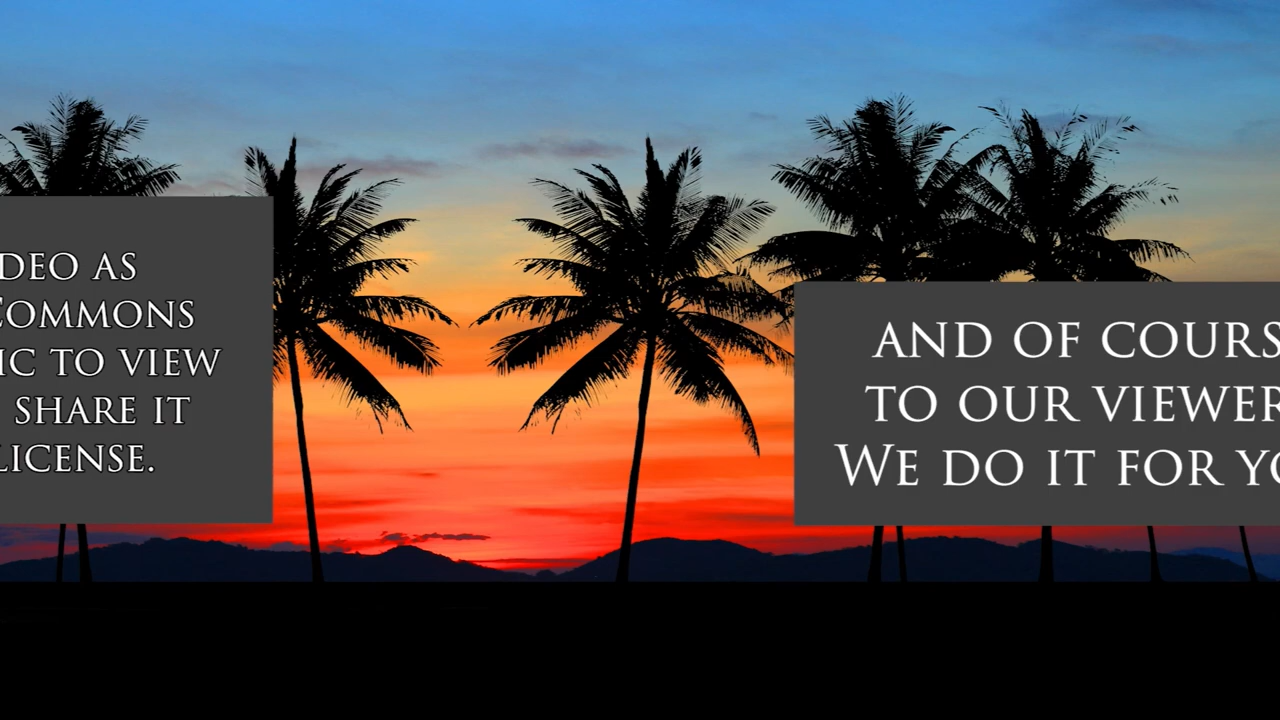 DEO AS
COMMONS
IC TO VIEW
SHARE IT
LICENSE.
AND OF COURS
TO OUR VIEWER
WE DO IT FOR YO